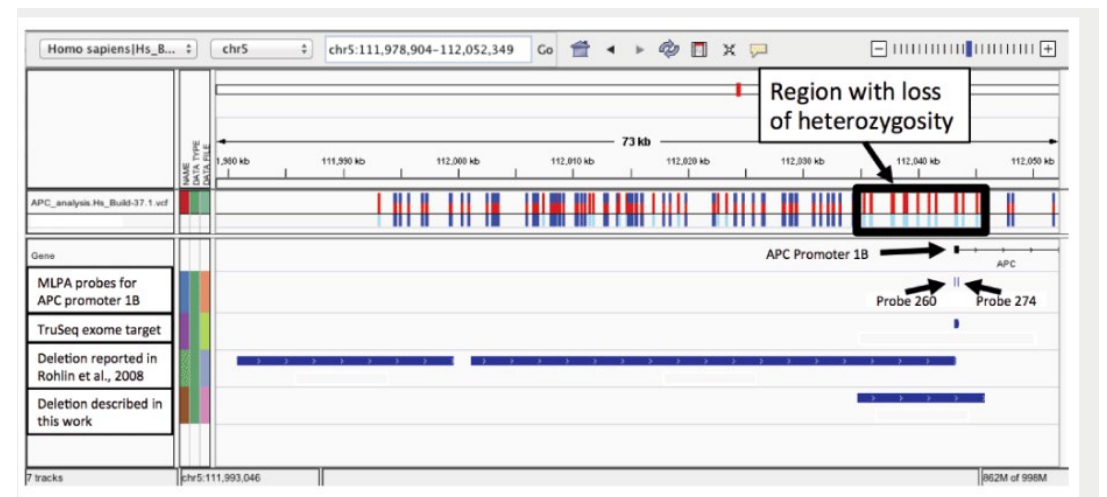 Homo sapiens|Hs_B... chr5 chr5:111,978,904-112,052,349 Go
Region with loss
of heterozygosity
73 kb
NAME
DATA TYPE
DATA FILE
1,980 kb 111,990 kb 112,000 kb 112,010 kb 112,020 kb 112,030 kb 112,040 kb 112,050 kb
APC_analysis.Hs_Build-37.1.vcf
Gene
APC Promoter 1B
APC
MLPA probes for
APC promoter 1B
Probe 260 Probe 274
TruSeq exome target
Deletion reported in
Rohlin et al., 2008
Deletion described in
this work
7 tracks chr5:111,993,046 862M of 998M